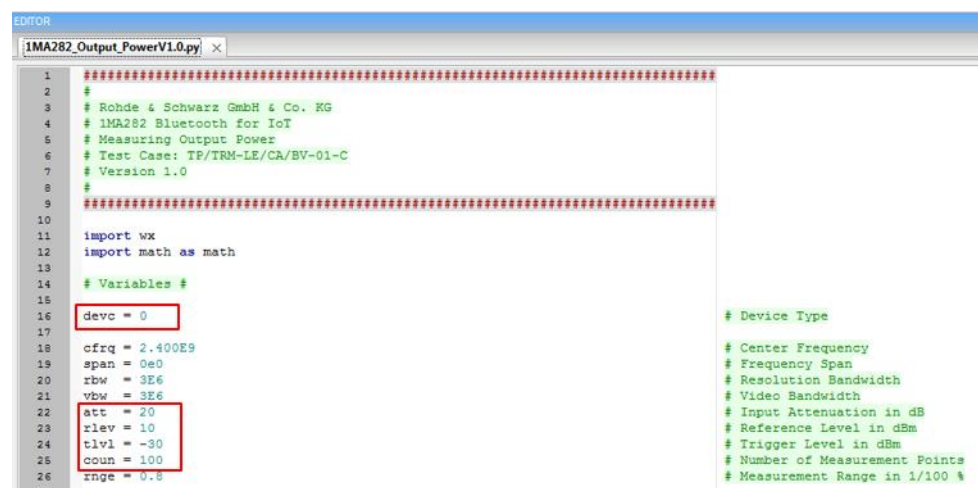 EDITOR
1MA282_Output_PowerV1.0.py ×
1 ################################################################################
2 #
3 # Rohde & Schwarz GmbH & Co. KG
4 # 1MA282 Bluetooth for IoT
5 # Measuring Output Power
6 # Test Case: TP/TRM-LE/CA/BV-01-C
7 # Version 1.0
8 #
9 ################################################################################
10
11 import wx
12 import math as math
13
14 # Variables #
15
16 devc = 0 # Device Type
17
18 cfrq = 2.400E9 # Center Frequency
19 span = 0e0 # Frequency Span
20 rbw = 3E6 # Resolution Bandwidth
21 vbw = 3E6 # Video Bandwidth
22 att = 20 # Input Attenuation in dB
23 rlev = 10 # Reference Level in dBm
24 tlvl = -30 # Trigger Level in dBm
25 coun = 100 # Number of Measurement Points
26 rnge = 0.8 # Measurement Range in 1/100 %